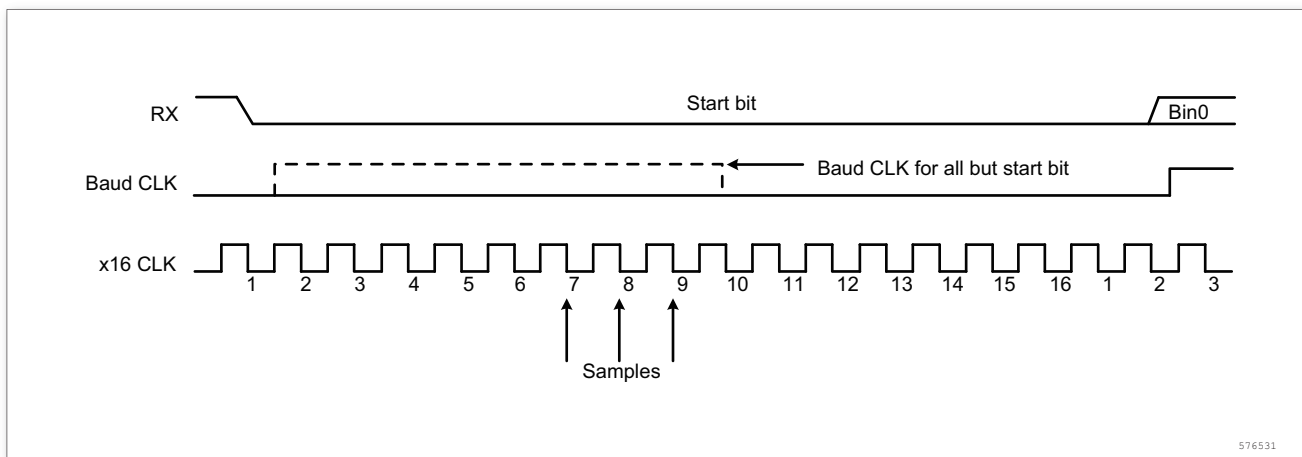 Start bit
RX
Bin0
Baud CLK for all but start bit
Baud CLK
x16 CLK
1 2 3 4 5 6 7 8 9 10 11 12 13 14 15 16 1 2 3
Samples
576531